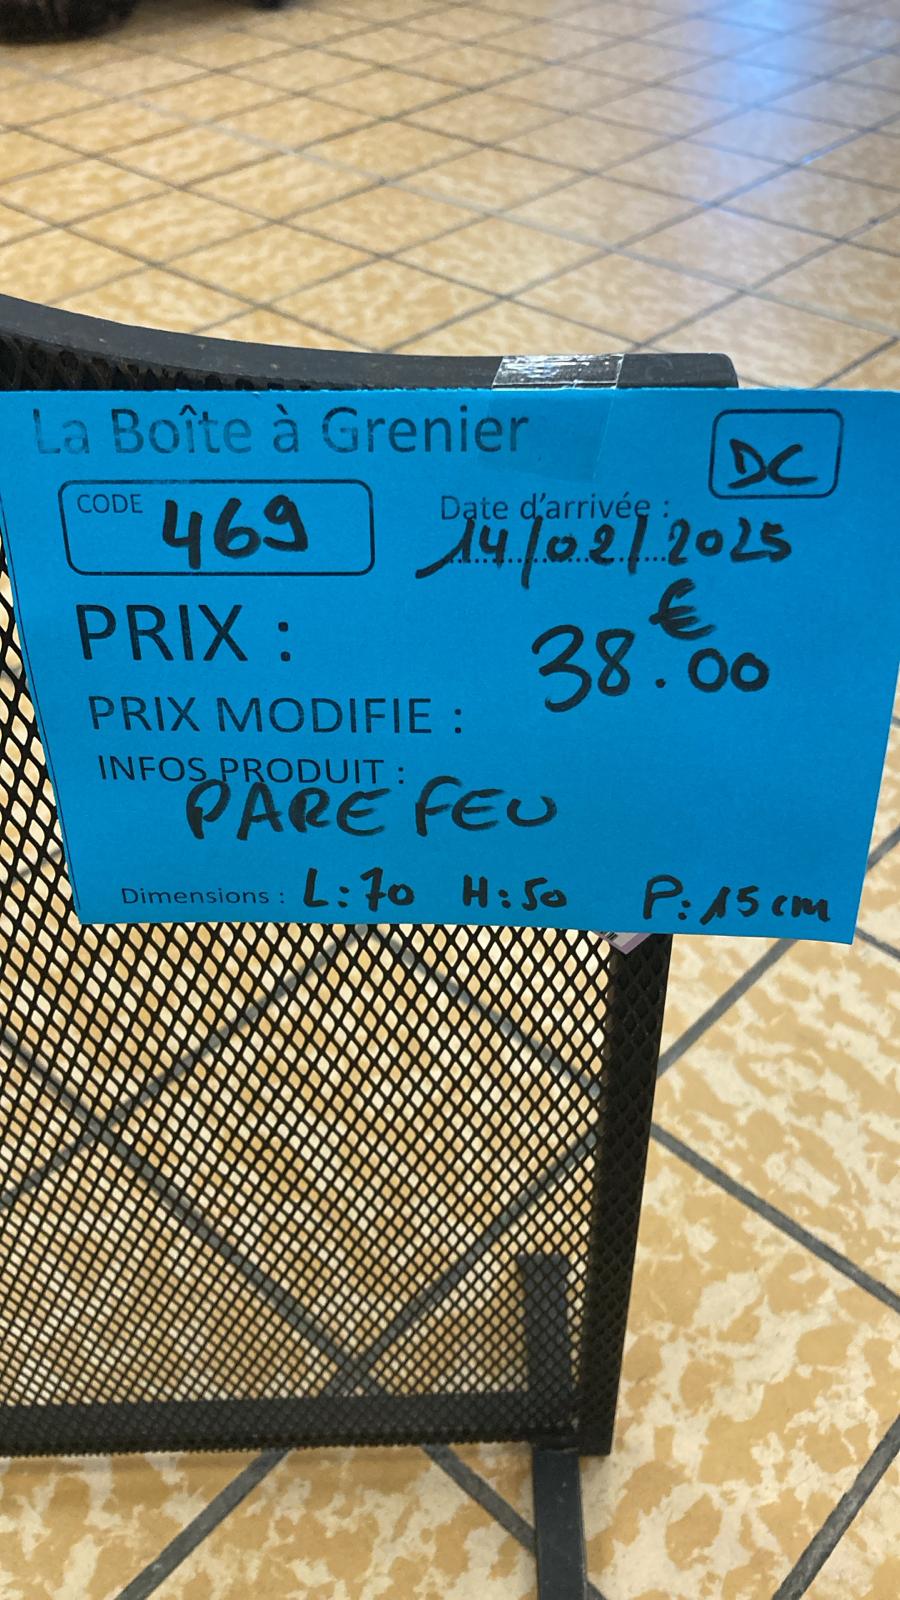 La Boîte à Grenier
DC
CODE 469
Date d'arrivée :
14/02/2025
PRIX : 38.00 €
PRIX MODIFIE :
INFOS PRODUIT :
PARE FEU
Dimensions : L:70 H:50 P:15cm